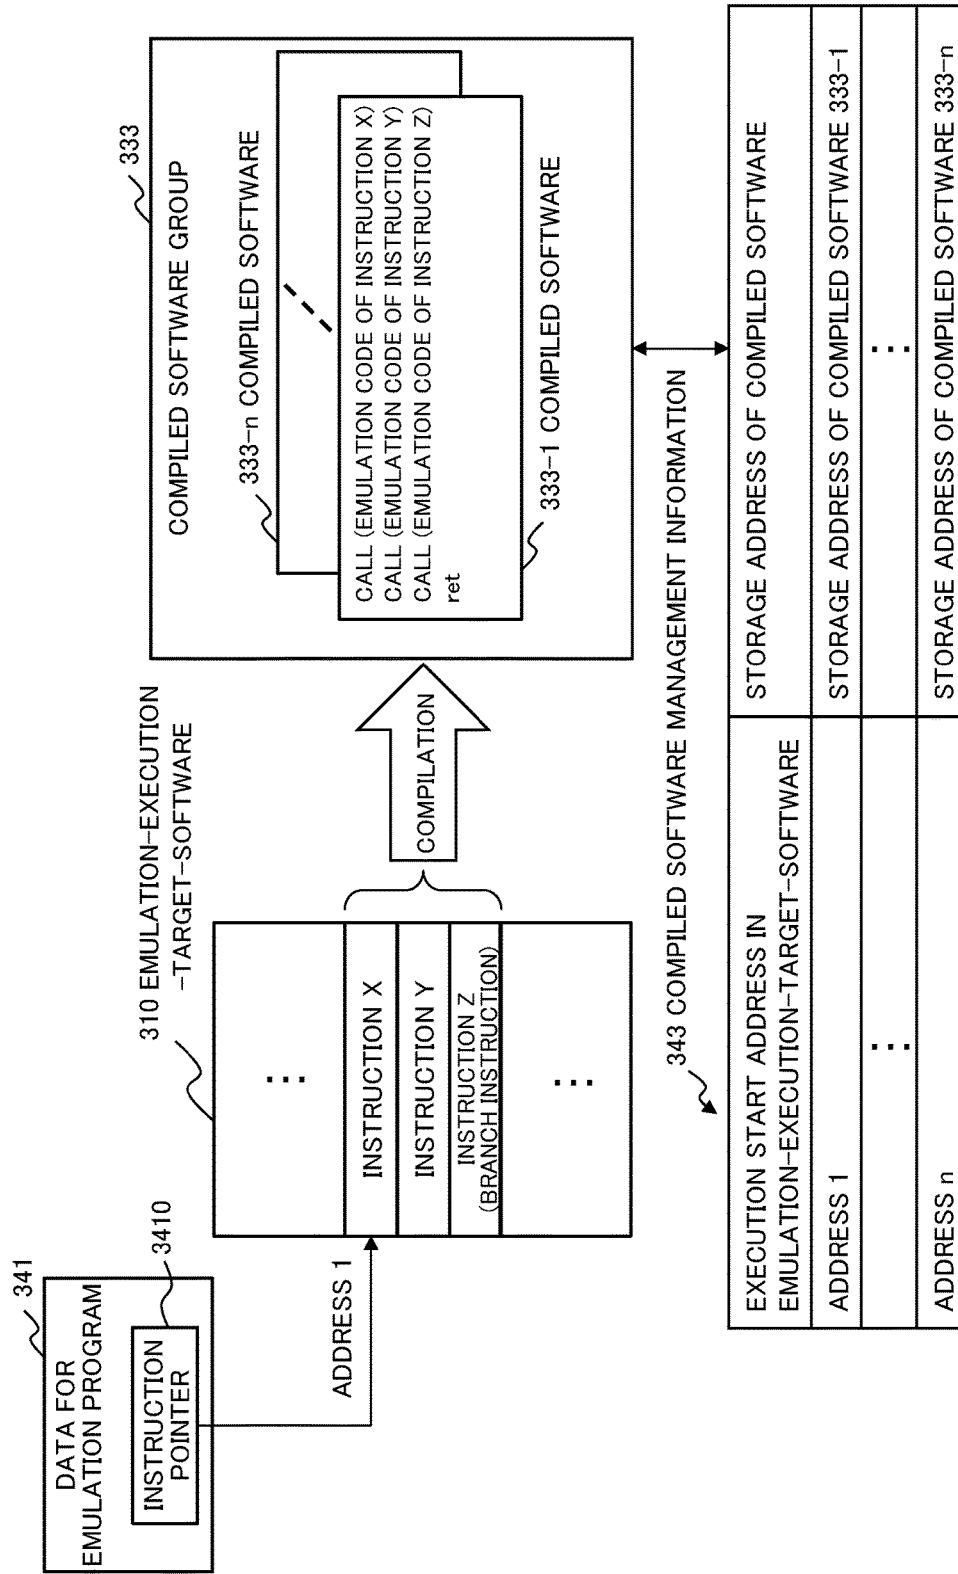 341
DATA FOR
EMULATION PROGRAM
3410
INSTRUCTION
POINTER
ADDRESS 1
310 EMULATION-EXECUTION
-TARGET-SOFTWARE
...
INSTRUCTION X
INSTRUCTION Y
INSTRUCTION Z
(BRANCH INSTRUCTION)
...
COMPILATION
333
COMPILED SOFTWARE GROUP
333-n COMPILED SOFTWARE
CALL (EMULATION CODE OF INSTRUCTION X)
CALL (EMULATION CODE OF INSTRUCTION Y)
CALL (EMULATION CODE OF INSTRUCTION Z)
ret
333-1 COMPILED SOFTWARE
343 COMPILED SOFTWARE MANAGEMENT INFORMATION
EXECUTION START ADDRESS IN
EMULATION-EXECUTION-TARGET-SOFTWARE
STORAGE ADDRESS OF COMPILED SOFTWARE
ADDRESS 1
STORAGE ADDRESS OF COMPILED SOFTWARE 333-1
...
...
ADDRESS n
STORAGE ADDRESS OF COMPILED SOFTWARE 333-n